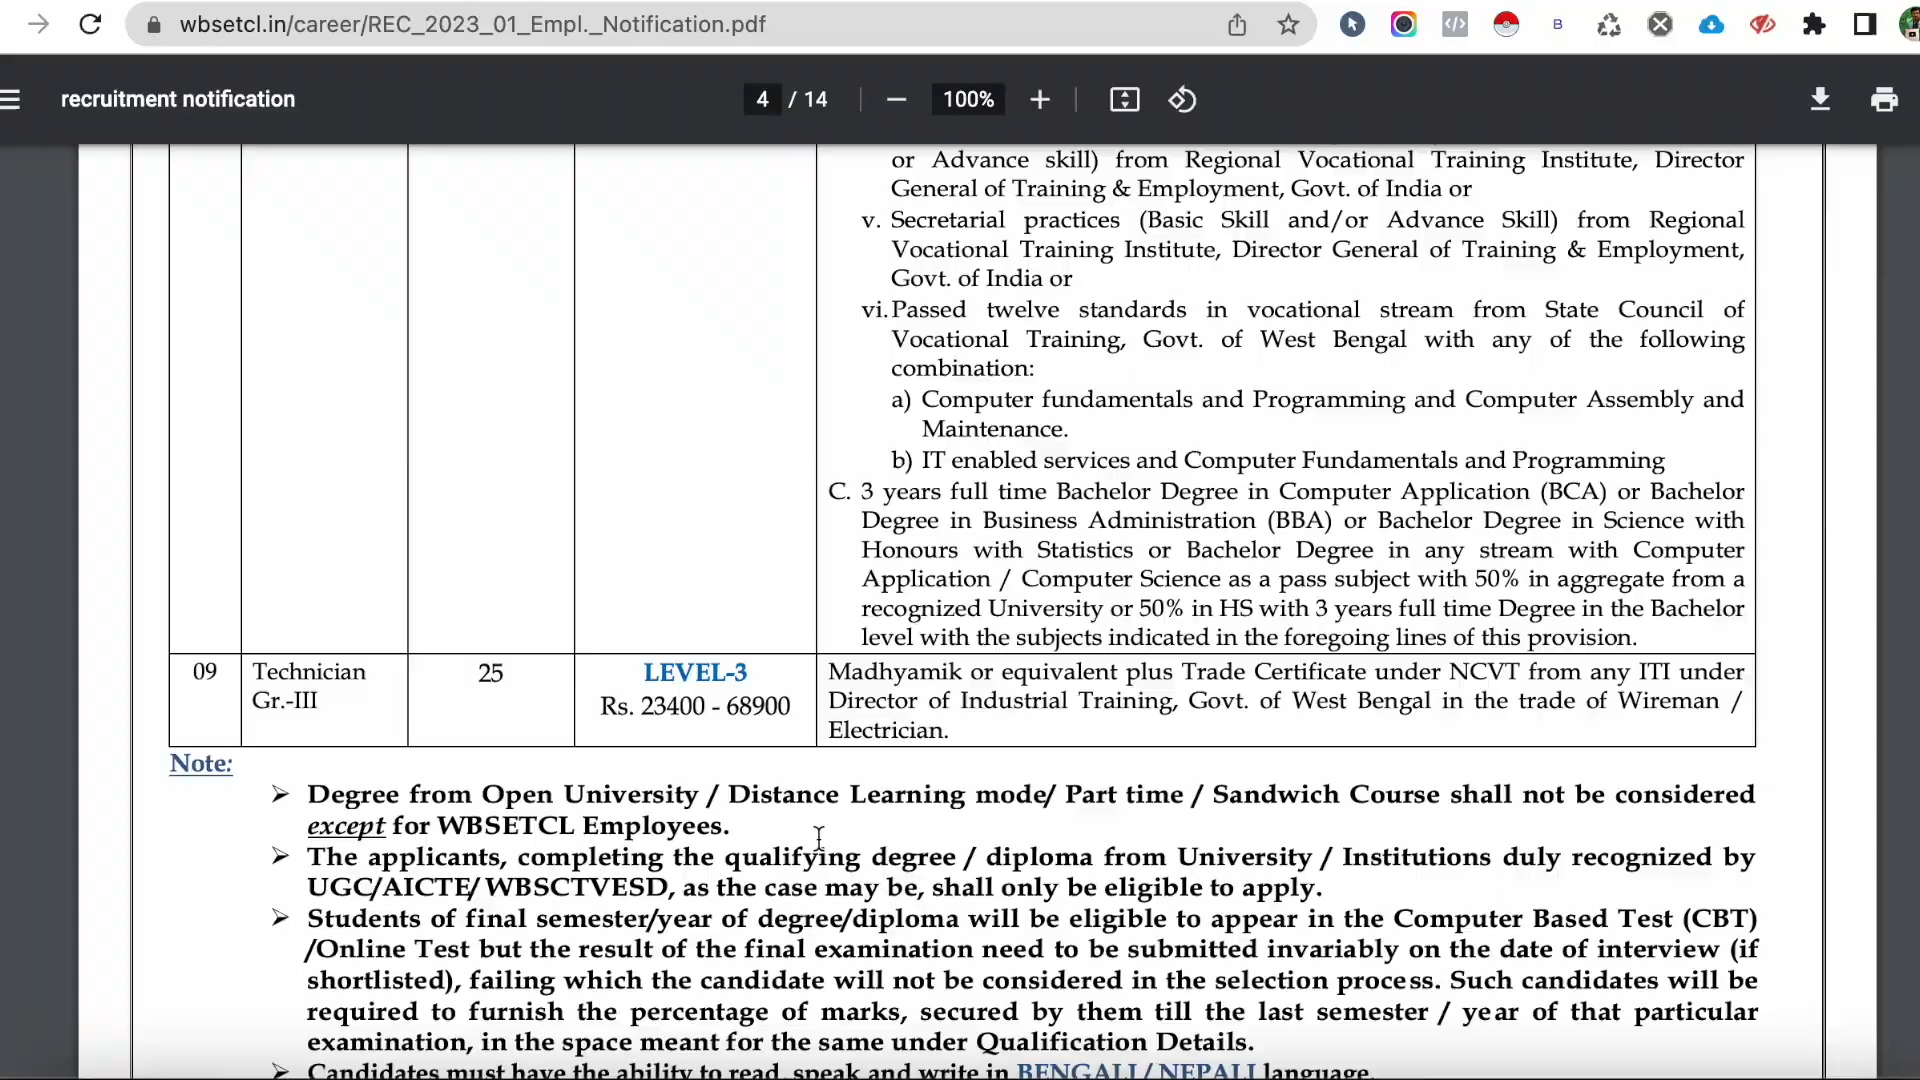 wbsetcl.in/career/REC_2023_01_Empl._Notification.pdf
recruitment notification
4 / 14
100%
or Advance skill) from Regional Vocational Training Institute, Director
General of Training & Employment, Govt. of India or
v. Secretarial practices (Basic Skill and/or Advance Skill) from Regional
Vocational Training Institute, Director General of Training & Employment,
Govt. of India or
vi. Passed twelve standards in vocational stream from State Council of
Vocational Training, Govt. of West Bengal with any of the following
combination:
a) Computer fundamentals and Programming and Computer Assembly and
Maintenance.
b) IT enabled services and Computer Fundamentals and Programming
C. 3 years full time Bachelor Degree in Computer Application (BCA) or Bachelor
Degree in Business Administration (BBA) or Bachelor Degree in Science with
Honours with Statistics or Bachelor Degree in any stream with Computer
Application / Computer Science as a pass subject with 50% in aggregate from a
recognized University or 50% in HS with 3 years full time Degree in the Bachelor
level with the subjects indicated in the foregoing lines of this provision.
09
Technician
Gr.-III
25
LEVEL-3
Rs. 23400 - 68900
Madhyamik or equivalent plus Trade Certificate under NCVT from any ITI under
Director of Industrial Training, Govt. of West Bengal in the trade of Wireman /
Electrician.
Note:
➢ Degree from Open University / Distance Learning mode/ Part time / Sandwich Course shall not be considered
except for WBSETCL Employees.
➢ The applicants, completing the qualifying degree / diploma from University / Institutions duly recognized by
UGC/AICTE/ WBSCTVESD, as the case may be, shall only be eligible to apply.
➢ Students of final semester/year of degree/diploma will be eligible to appear in the Computer Based Test (CBT)
/Online Test but the result of the final examination need to be submitted invariably on the date of interview (if
shortlisted), failing which the candidate will not be considered in the selection process. Such candidates will be
required to furnish the percentage of marks, secured by them till the last semester / year of that particular
examination, in the space meant for the same under Qualification Details.
➢ Candidates must have the ability to read, speak and write in BENGALI / NEPALI language.